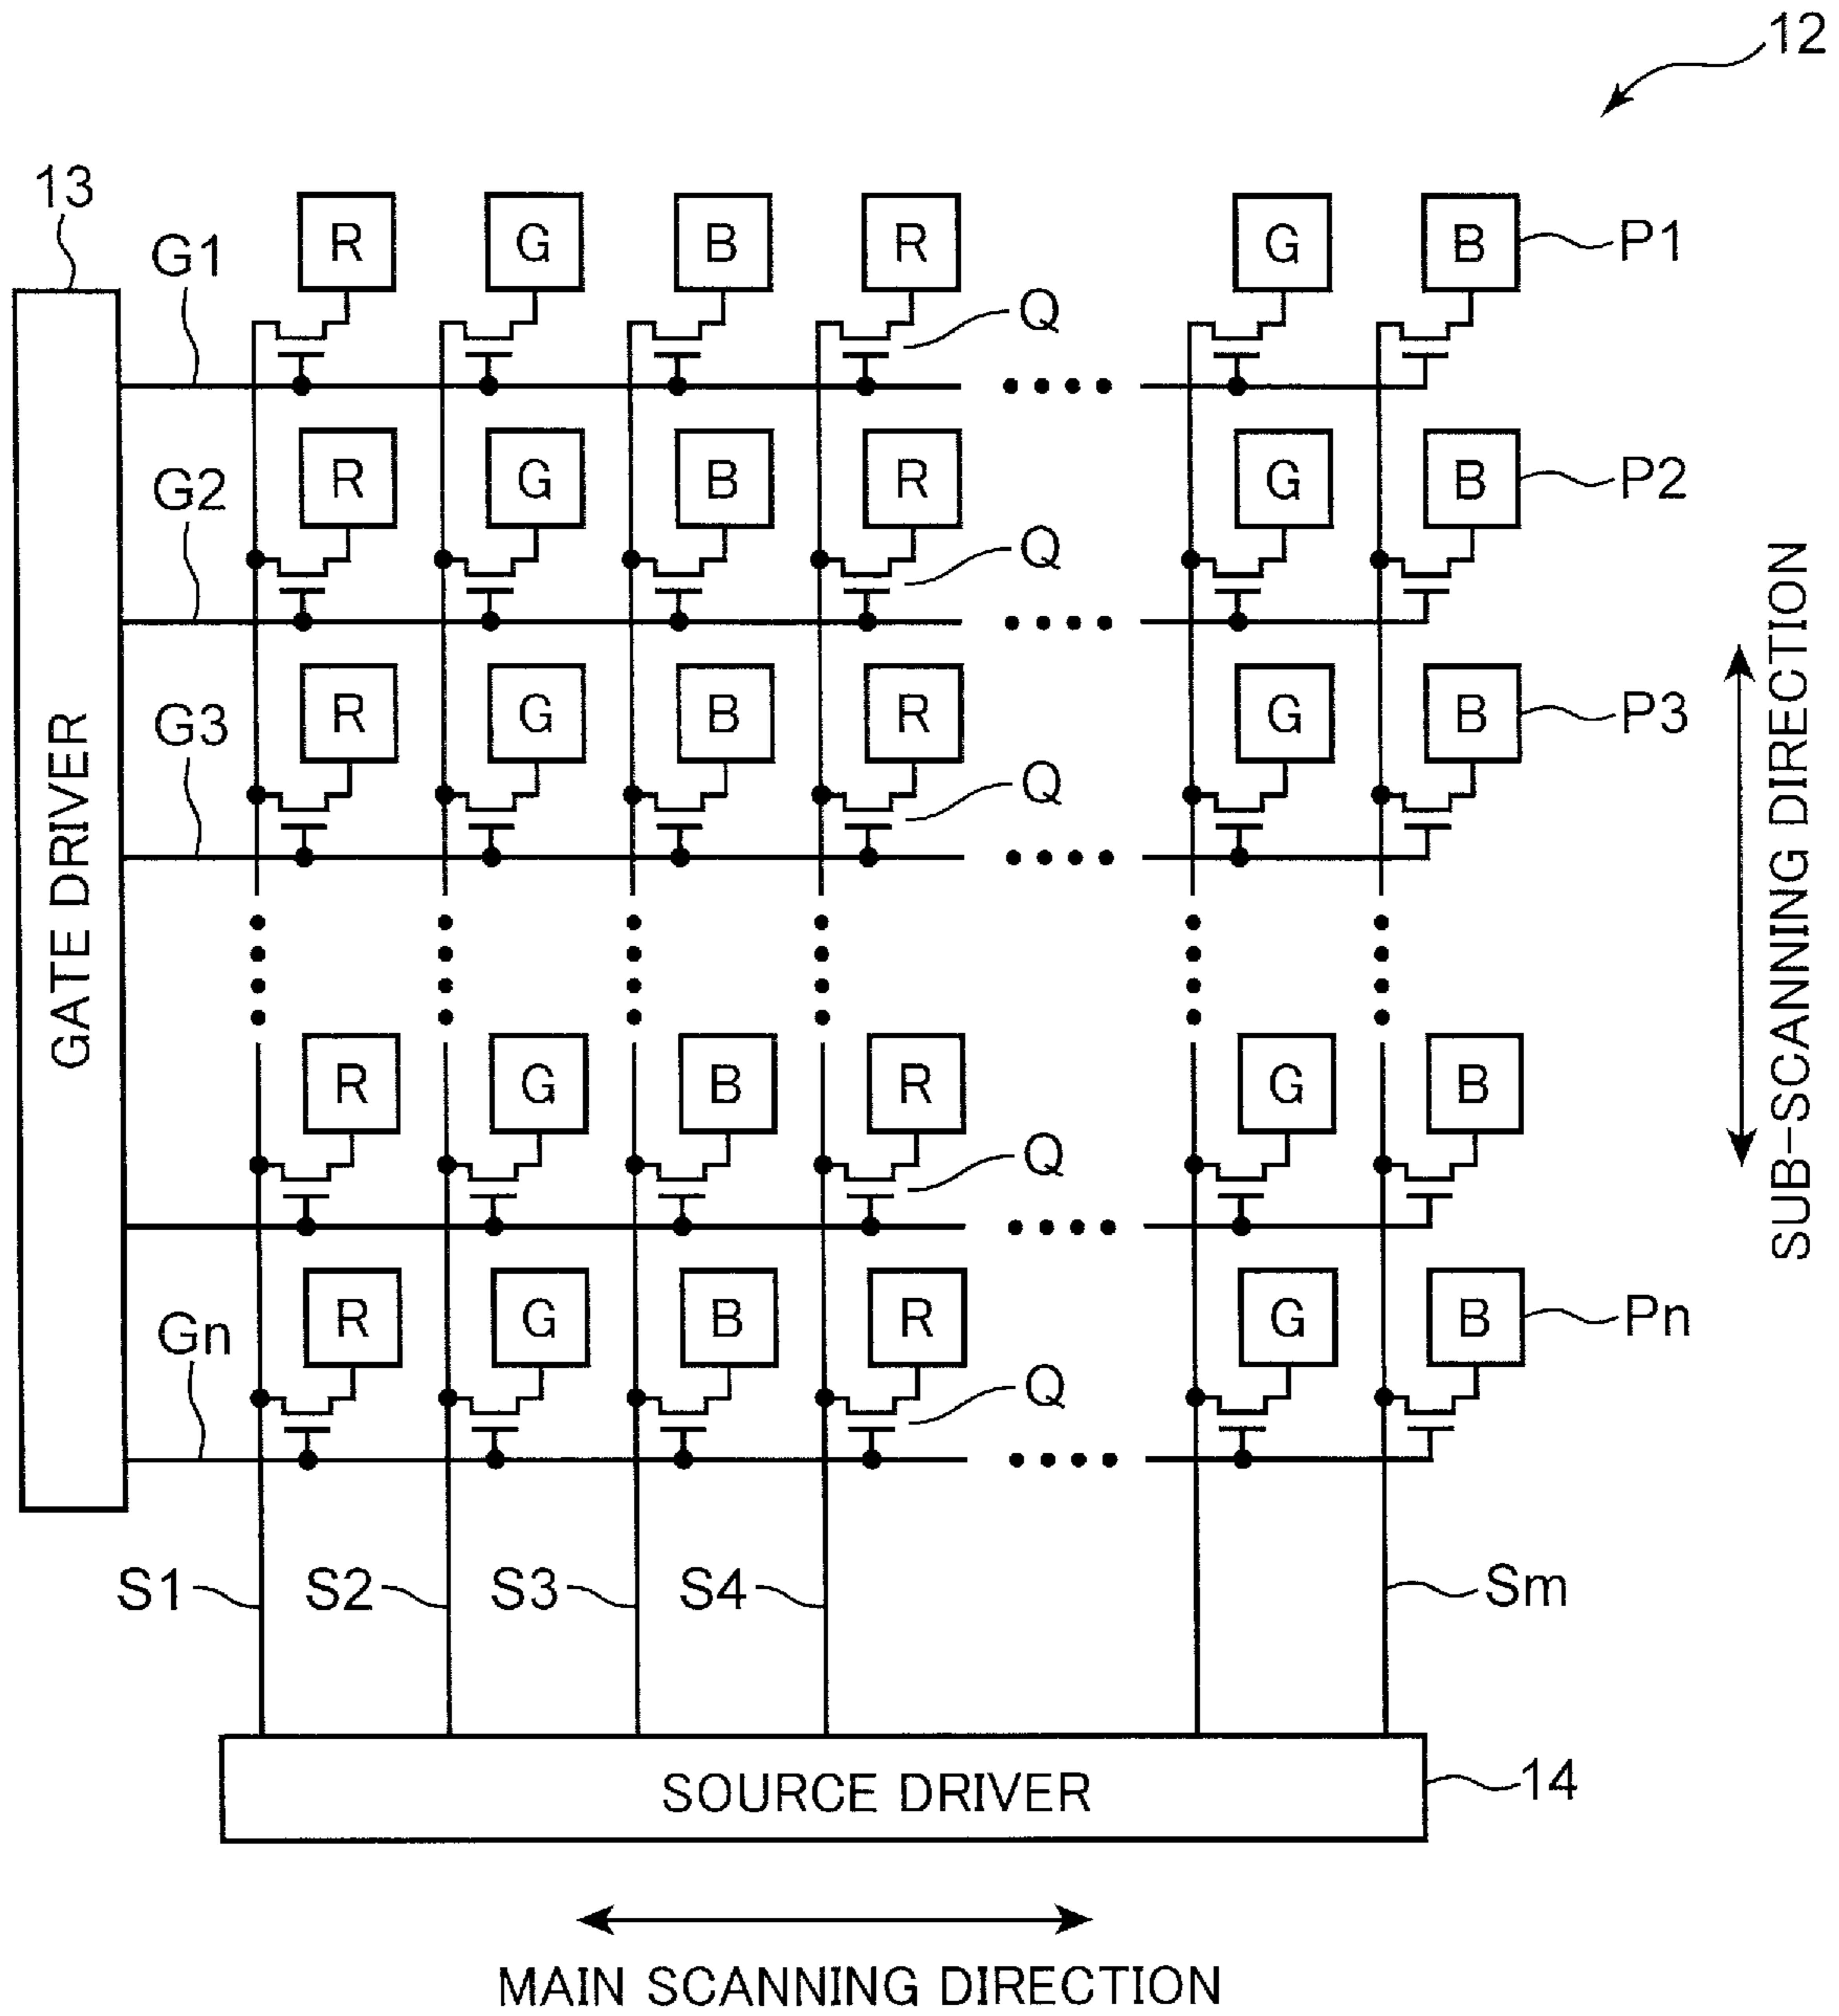 12
13
R G B R G B P1
G1
Q
R G B R G B P2
G2
Q
R G B R G B P3
G3
Q
GATE DRIVER
SUB-SCANNING DIRECTION
R G B R G B
Q
R G B R G B Pn
Gn
Q
S1 S2 S3 S4 Sm
SOURCE DRIVER 14
MAIN SCANNING DIRECTION